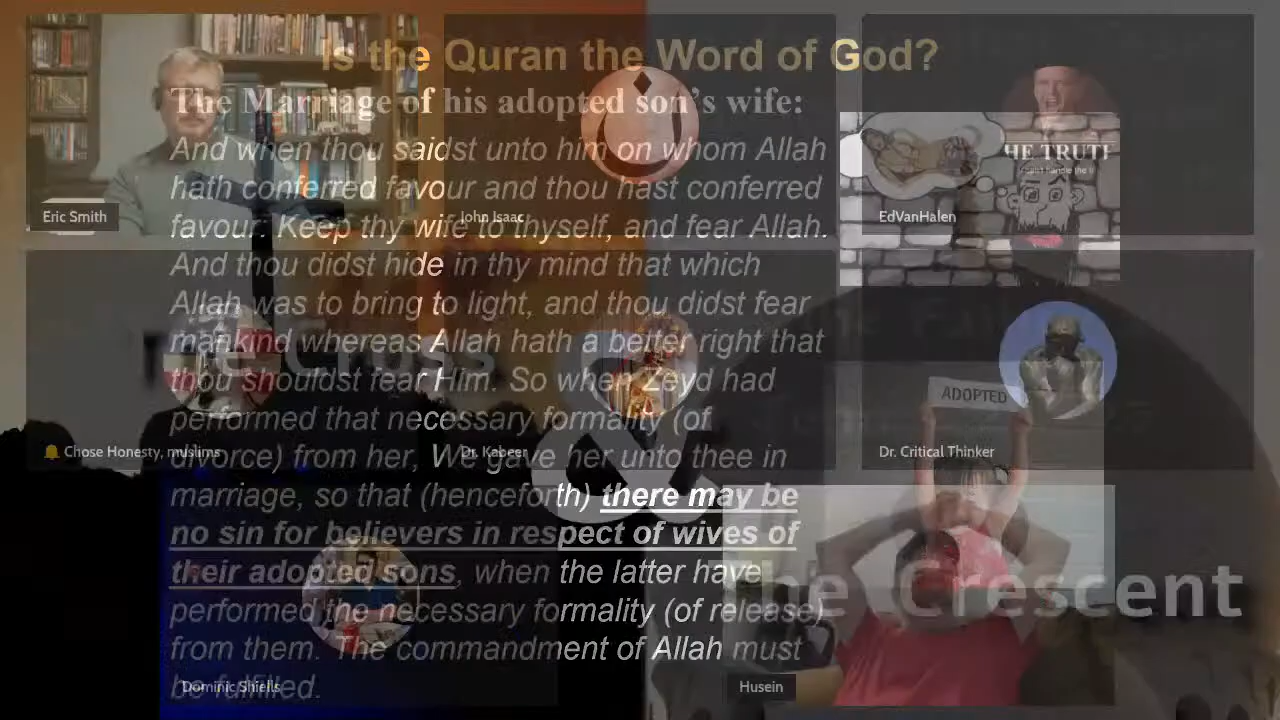 Is the Quran the Word of God?
The Marriage of his adopted son's wife:
And when thou saidst unto him on whom Allah
hath conferred favour and thou hast conferred
favour: Keep thy wife to thyself, and fear Allah.
And thou didst hide in thy mind that which
Allah was to bring to light, and thou didst fear
mankind whereas Allah hath a better right that
thou shouldst fear Him. So when Zeyd had
performed that necessary formality (of
divorce) from her, We gave her unto thee in
marriage, so that (henceforth) there may be
no sin for believers in respect of wives of
their adopted sons, when the latter have
performed the necessary formality (of release)
from them. The commandment of Allah must
be fulfilled.
Eric Smith
John Isaac
EdVanHalen
HE TRUTH
Cross
&
Crescent
ADOPTED
🔔 Chose Honesty, muslims
Dr. Kabeer
Dr. Critical Thinker
Dominic Shiells
Husein